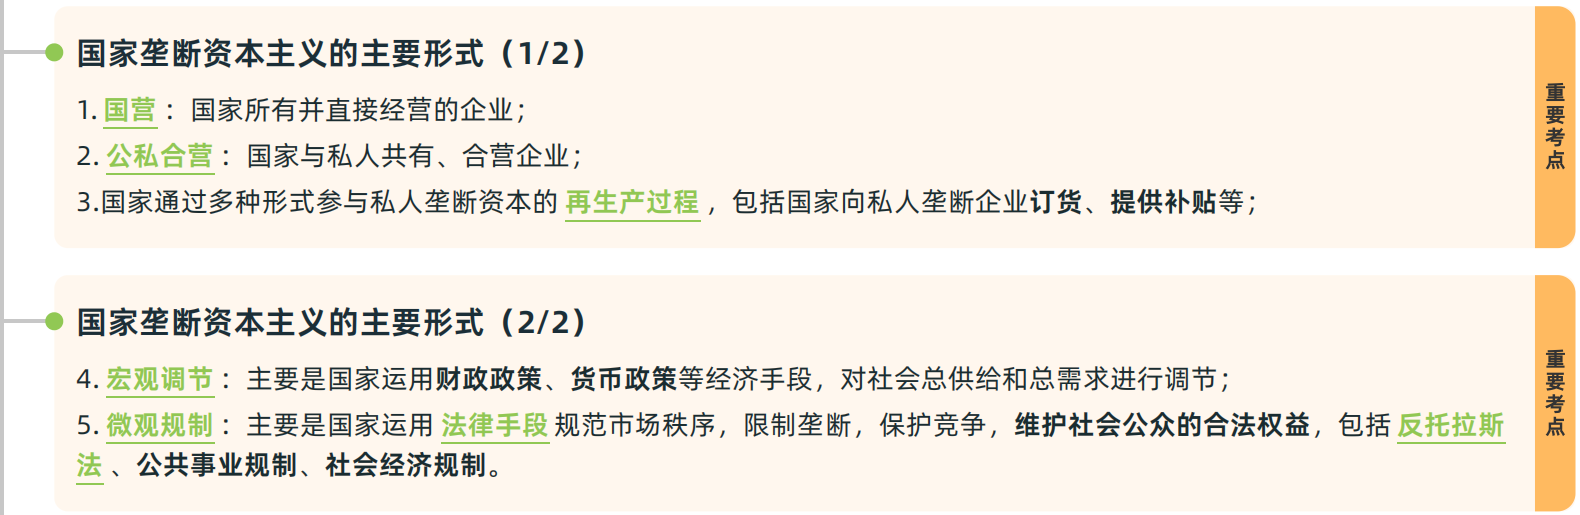 国家垄断资本主义的主要形式（1/2）
1. 国营 ：国家所有并直接经营的企业；
2. 公私合营 ：国家与私人共有、合营企业；
3.国家通过多种形式参与私人垄断资本的 再生产过程 ，包括国家向私人垄断企业订货、提供补贴等；
重要考点
国家垄断资本主义的主要形式（2/2）
4. 宏观调节 ：主要是国家运用财政政策、货币政策等经济手段，对社会总供给和总需求进行调节；
5. 微观规制 ：主要是国家运用 法律手段 规范市场秩序，限制垄断，保护竞争，维护社会公众的合法权益，包括 反托拉斯
法 、公共事业规制、社会经济规制。
重要考点